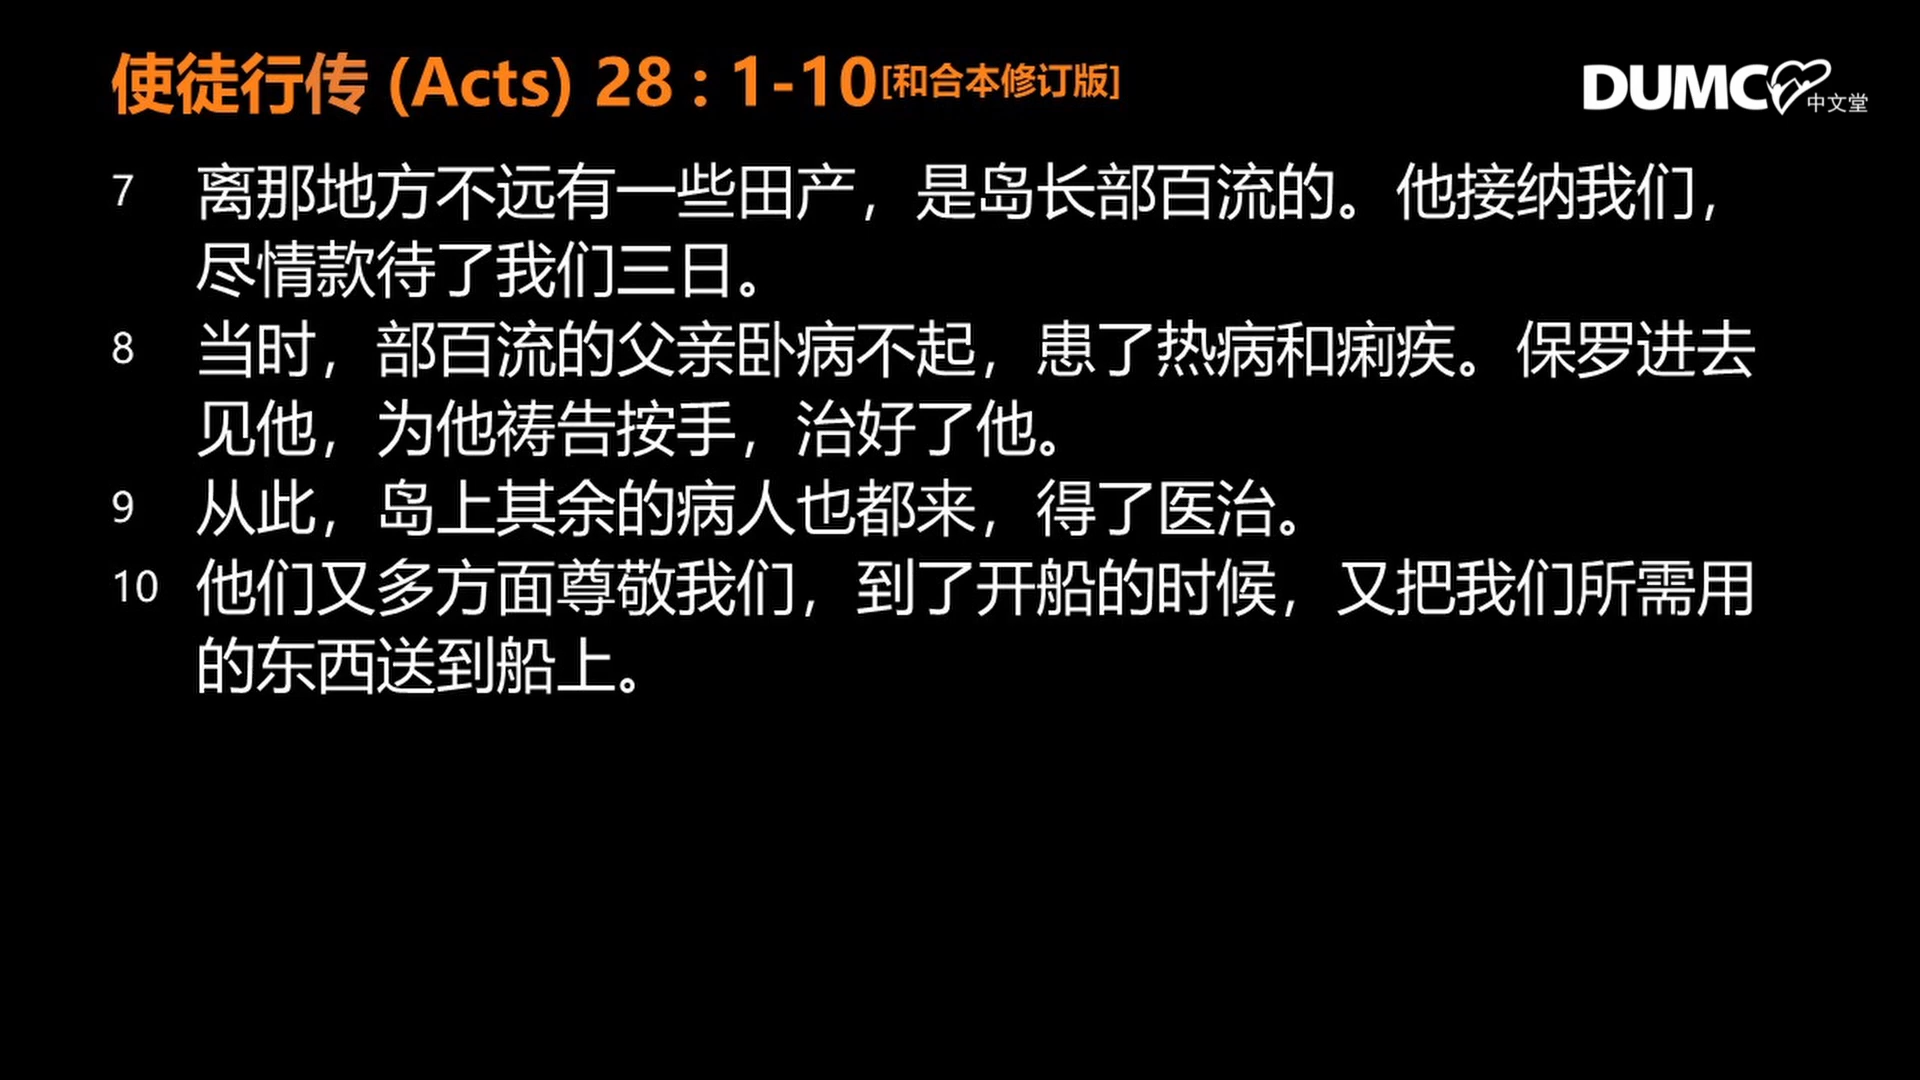 使徒行传 (Acts) 28 : 1-10[和合本修订版]
DUMC中文堂
7 离那地方不远有一些田产，是岛长部百流的。他接纳我们，
尽情款待了我们三日。
8 当时，部百流的父亲卧病不起，患了热病和痢疾。保罗进去
见他，为他祷告按手，治好了他。
9 从此，岛上其余的病人也都来，得了医治。
10 他们又多方面尊敬我们，到了开船的时候，又把我们所需用
的东西送到船上。